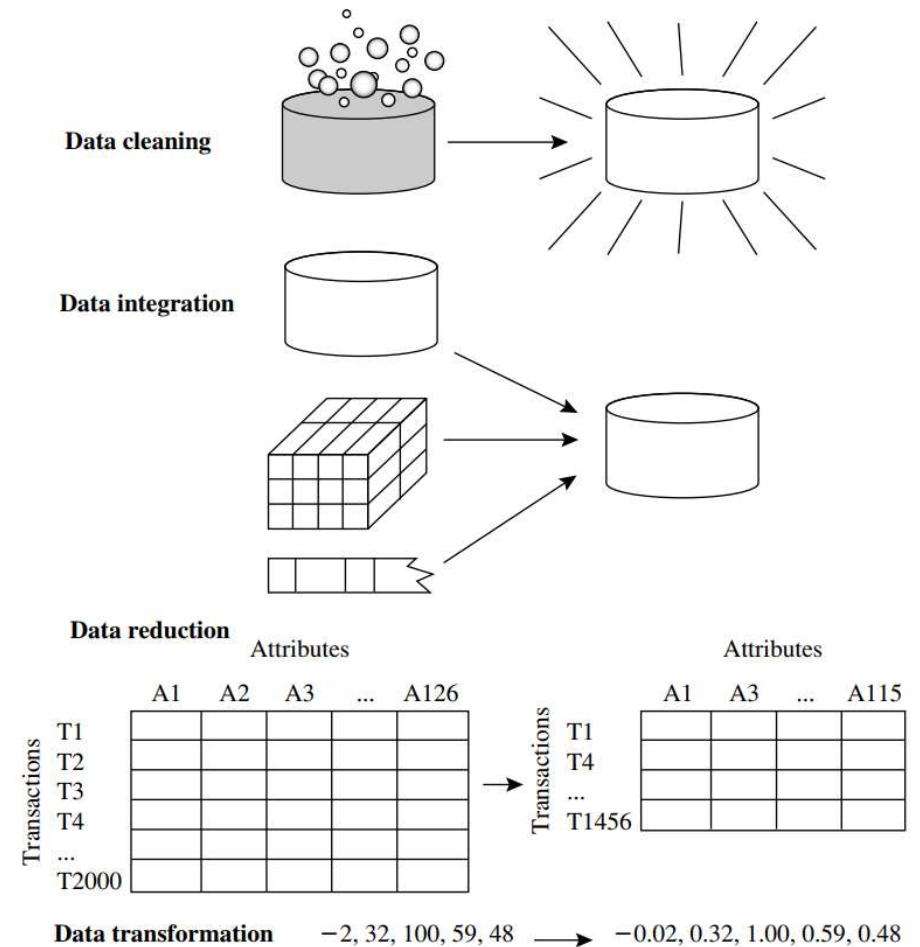 Data cleaning
Data integration
Data reduction
Attributes
A1 A2 A3 ... A126
Transactions
T1
T2
T3
T4
...
T2000
Attributes
A1 A3 ... A115
Transactions
T1
T4
...
T1456
Data transformation −2, 32, 100, 59, 48 −0.02, 0.32, 1.00, 0.59, 0.48